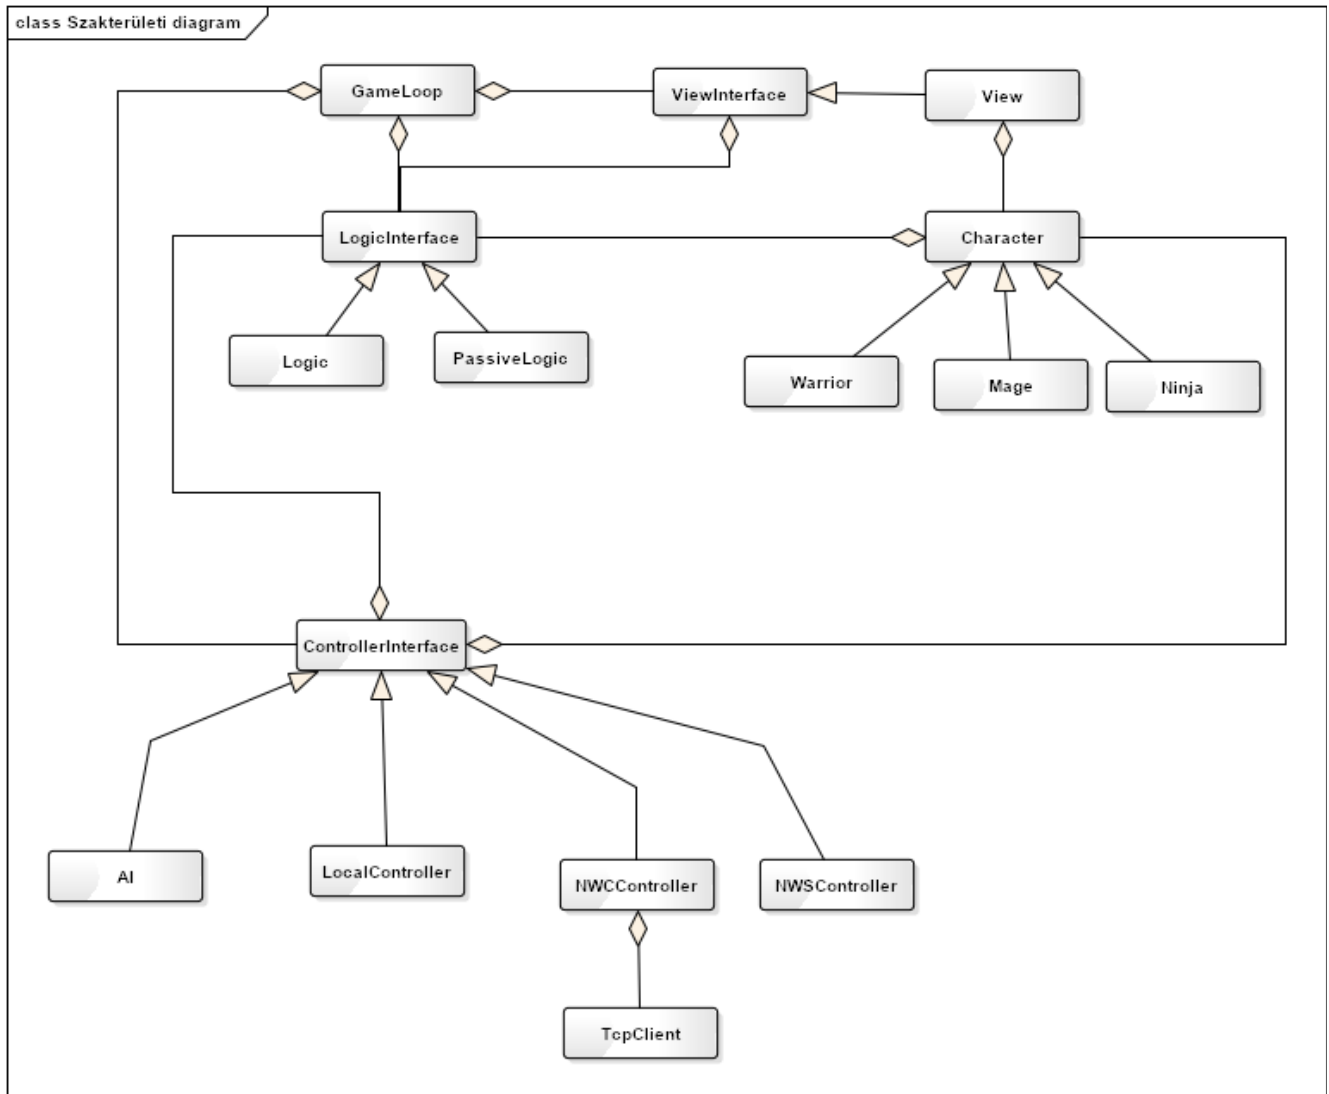 class Szakterületi diagram
GameLoop
ViewInterface
View
LogicInterface
Character
Logic
PassiveLogic
Warrior
Mage
Ninja
ControllerInterface
AI
LocalController
NWCController
NWSController
TcpClient